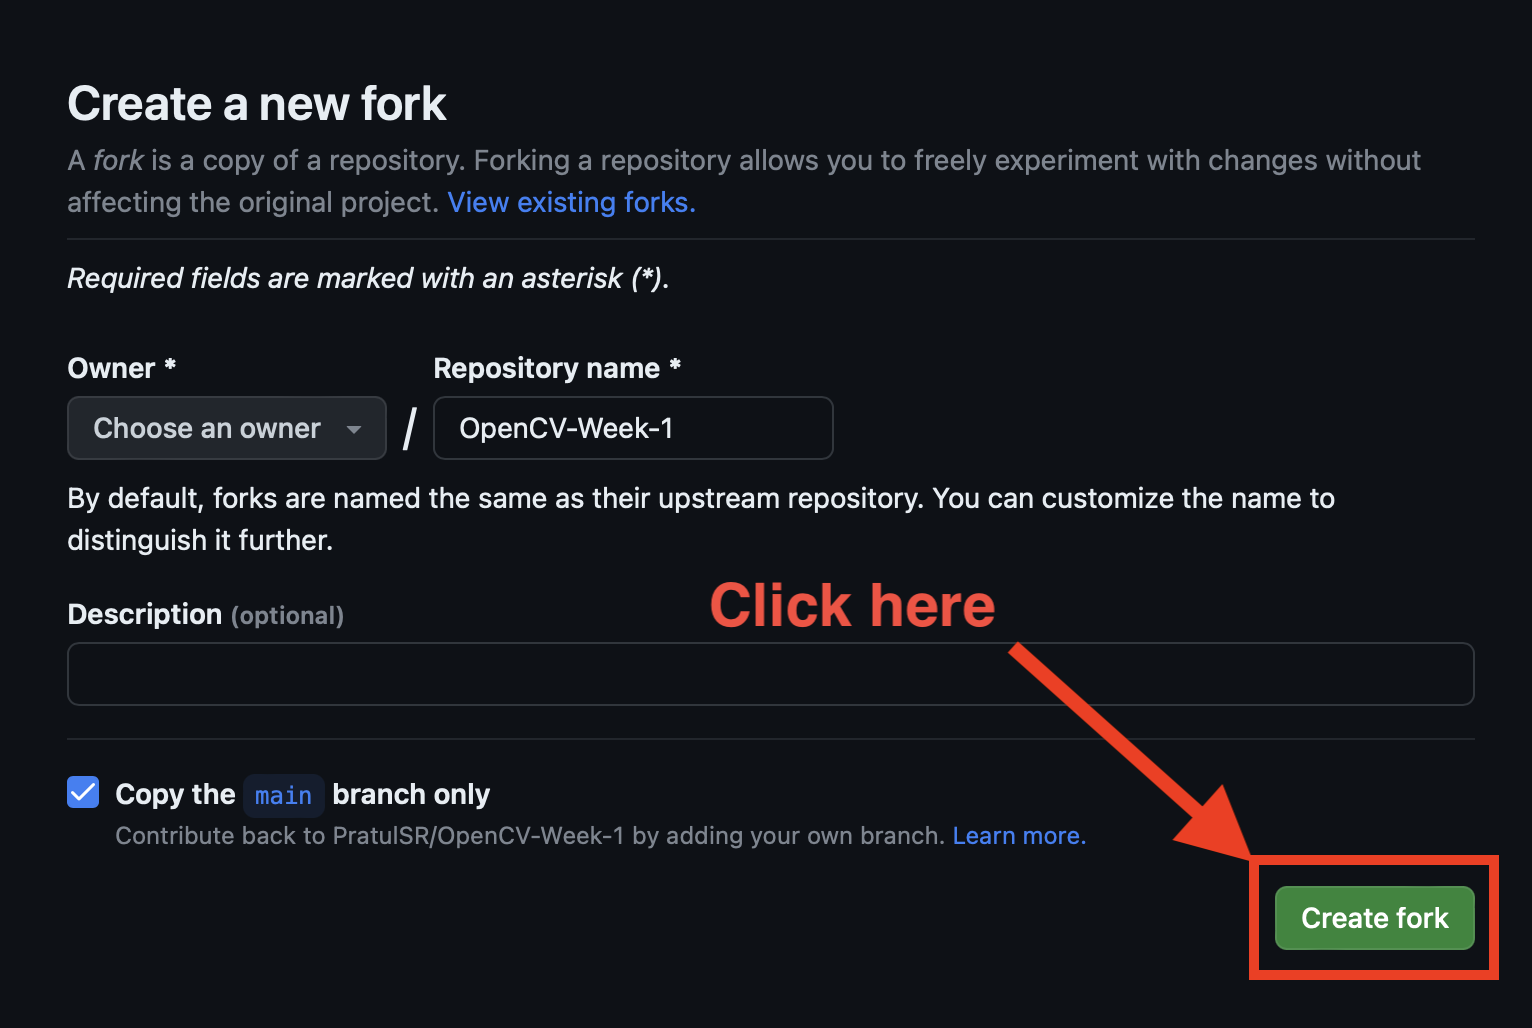 Create a new fork
A fork is a copy of a repository. Forking a repository allows you to freely experiment with changes without
affecting the original project. View existing forks.
Required fields are marked with an asterisk (*).
Owner *
Repository name *
Choose an owner
/
OpenCV-Week-1
By default, forks are named the same as their upstream repository. You can customize the name to
distinguish it further.
Click here
Description (optional)
Copy the main branch only
Contribute back to PratulSR/OpenCV-Week-1 by adding your own branch. Learn more.
Create fork